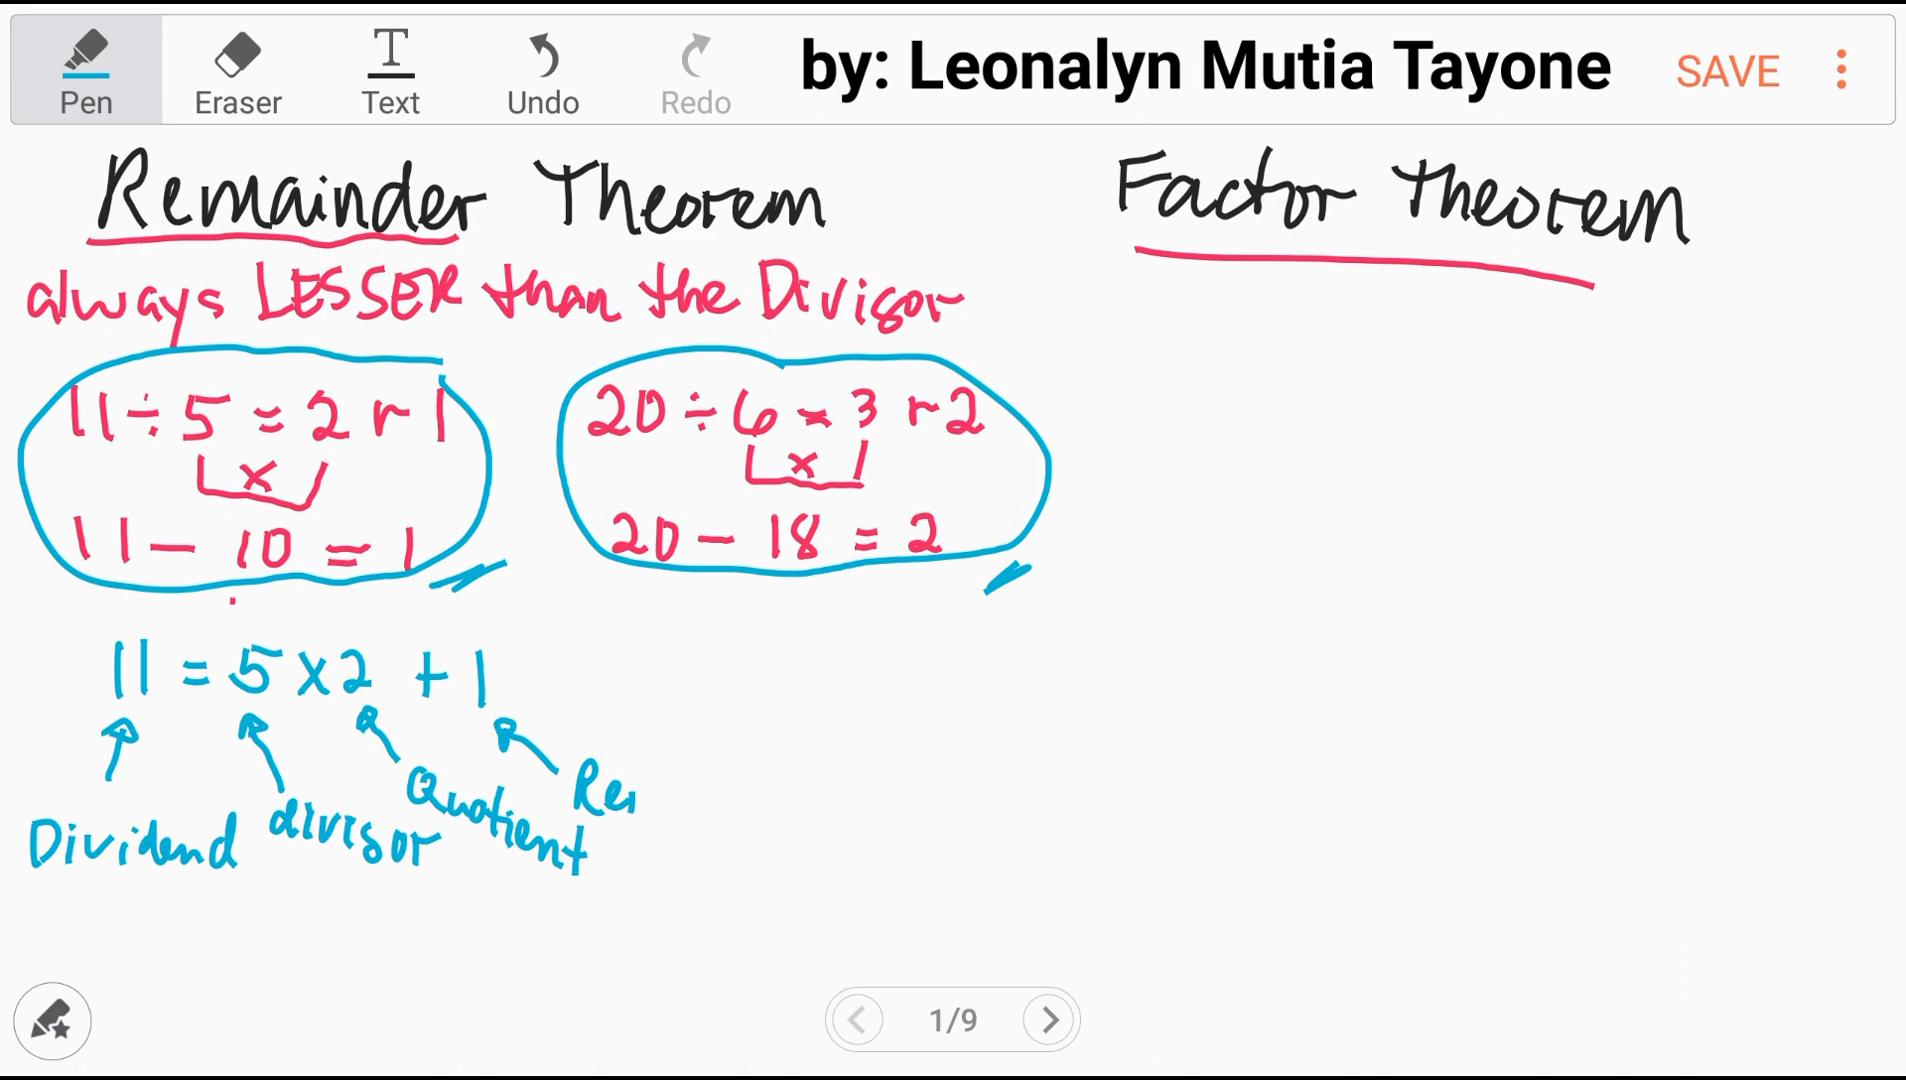 Pen Eraser Text Undo Redo by: Leonalyn Mutia Tayone SAVE
Remainder Theorem
always LESSER than the Divisor
11 ÷ 5 = 2 r 1
x
11 - 10 = 1
20 ÷ 6 = 3 r 2
x
20 - 18 = 2
11 = 5 x 2 + 1
Dividend divisor Quotient Rei
Factor Theorem
1/9